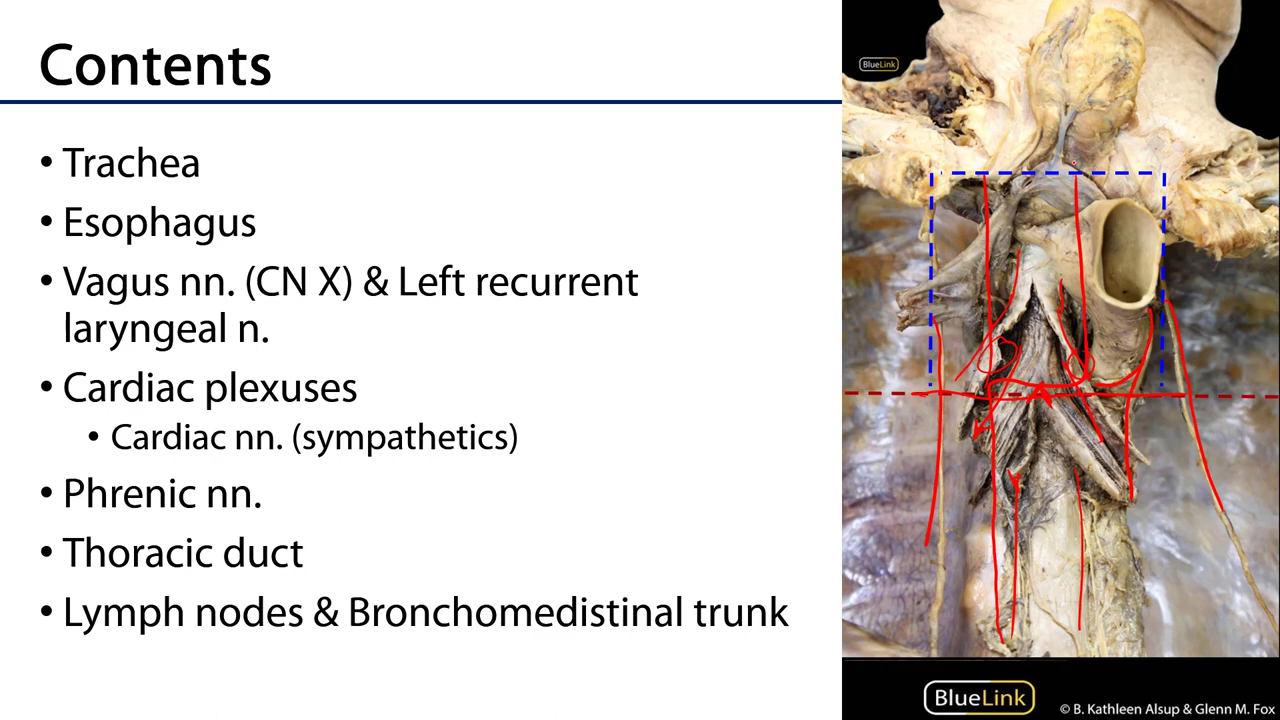 Contents
• Trachea
• Esophagus
• Vagus nn. (CN X) & Left recurrent
laryngeal n.
• Cardiac plexuses
• Cardiac nn. (sympathetics)
• Phrenic nn.
• Thoracic duct
• Lymph nodes & Bronchomedistinal trunk
BlueLink
BlueLink
© B. Kathleen Alsup & Glenn M. Fox